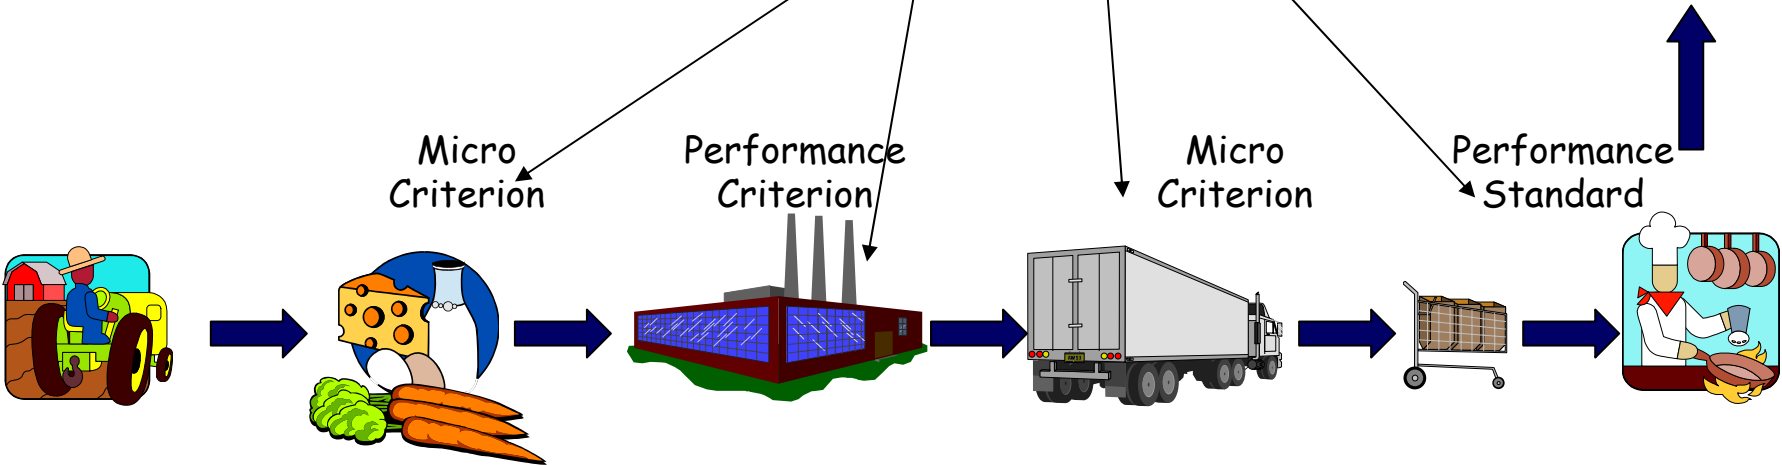 Micro
Criterion
Performance
Criterion
Micro
Criterion
Performance
Standard